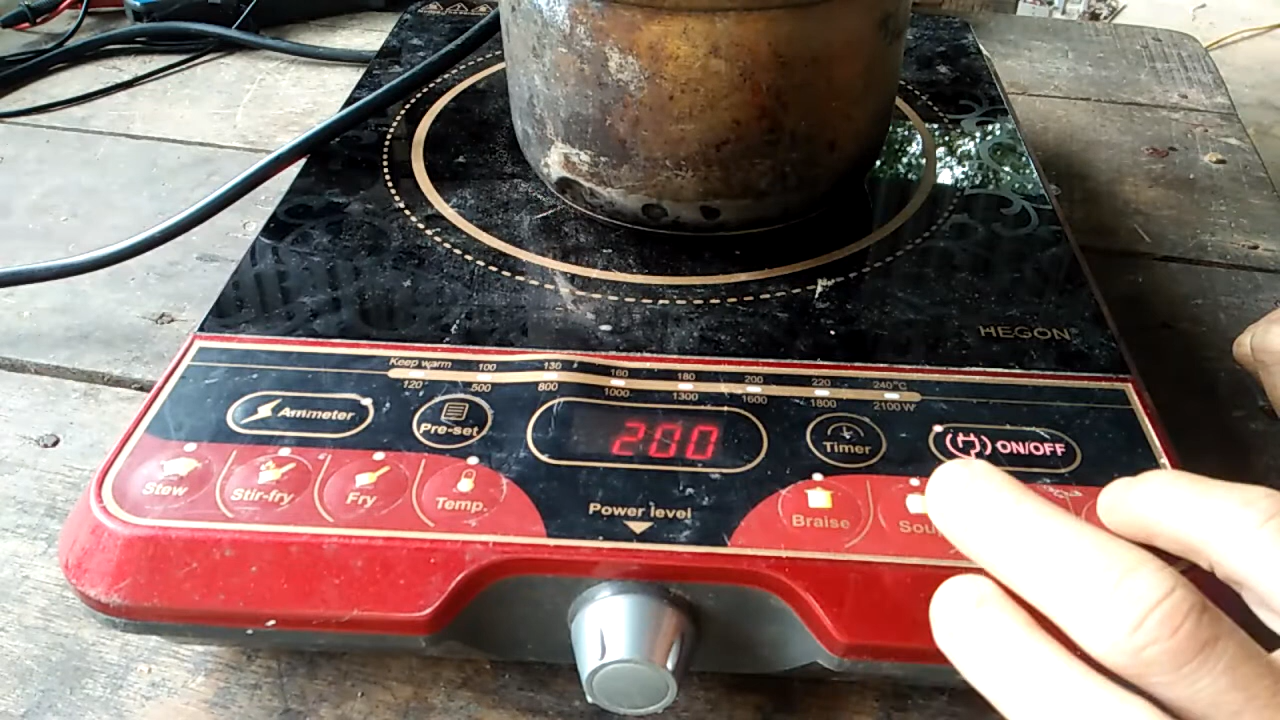 HEGON®
Keep warm 100 130 160 180 200 220 240°C
120 500 800 1000 1300 1600 1800 2100 W
Ammeter
Pre-set
200
Timer
ON/OFF
Stew
Stir-fry
Fry
Temp.
Power level
Braise